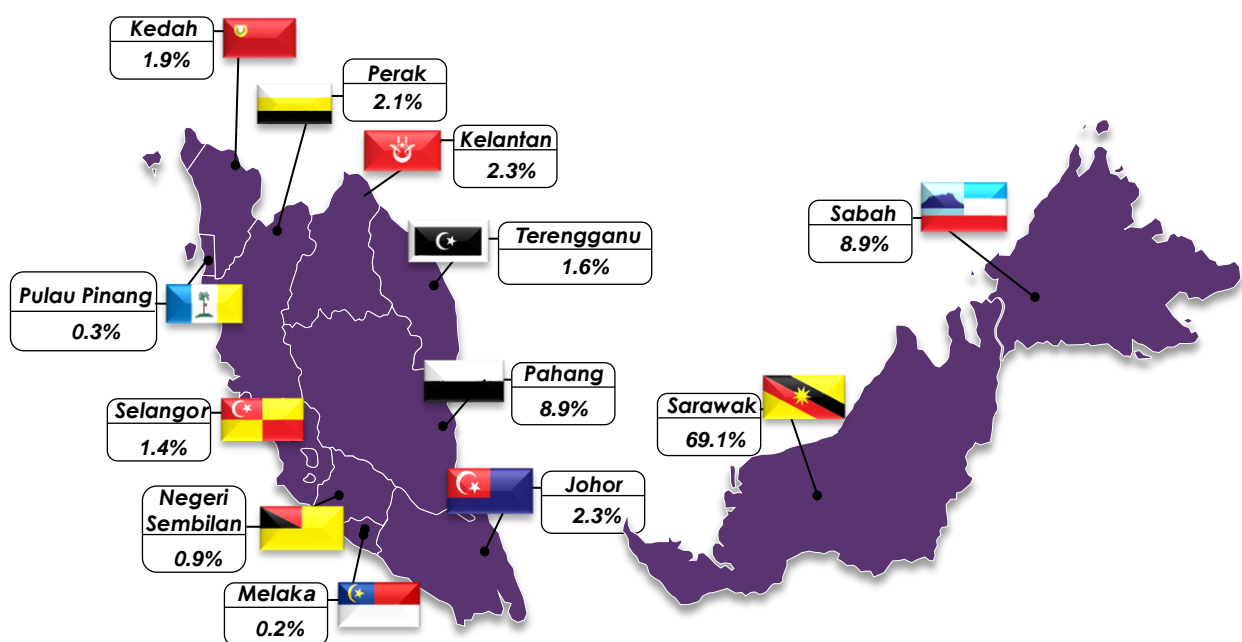 Kedah
1.9%
Perak
2.1%
Kelantan
2.3%
Terengganu
1.6%
Sabah
8.9%
Pulau Pinang
0.3%
Pahang
8.9%
Sarawak
69.1%
Selangor
1.4%
Johor
2.3%
Negeri
Sembilan
0.9%
Melaka
0.2%